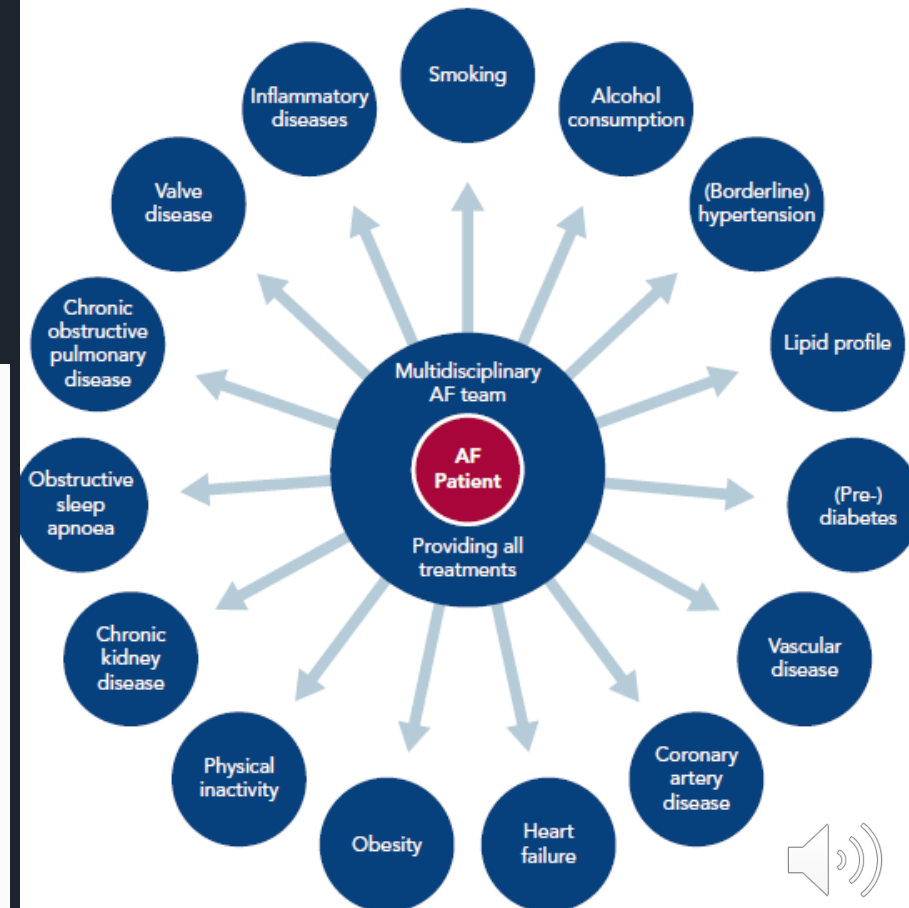 Smoking
Alcohol
consumption
(Borderline)
hypertension
Lipid profile
(Pre-)
diabetes
Vascular
disease
Coronary
artery
disease
Heart
failure
Obesity
Physical
inactivity
Chronic
kidney
disease
Obstructive
sleep
apnoea
Chronic
obstructive
pulmonary
disease
Valve
disease
Inflammatory
diseases
Multidisciplinary
AF team
AF
Patient
Providing all
treatments